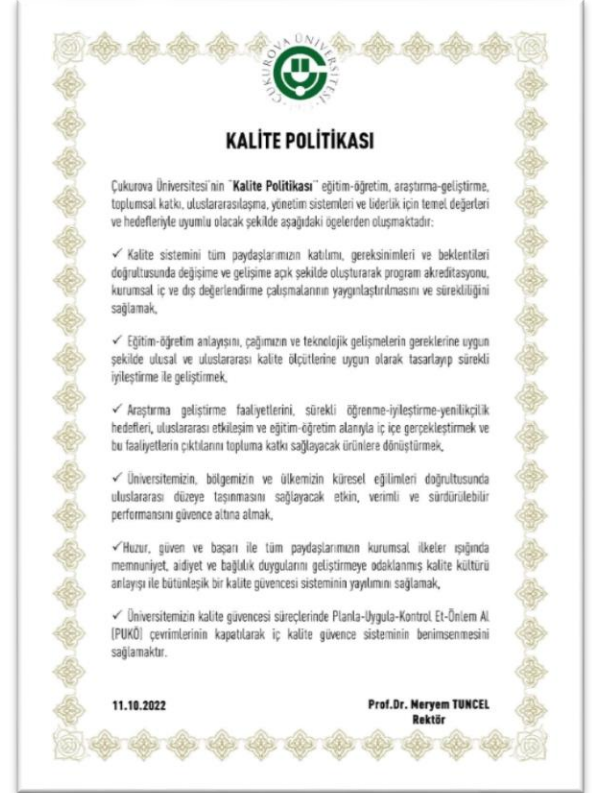 ÇUKUROVA ÜNİVERSİTESİ
KALİTE POLİTİKASI
Çukurova Üniversitesi'nin "Kalite Politikası" eğitim-öğretim, araştırma-geliştirme,
toplumsal katkı, uluslararasılaşma, yönetim sistemleri ve liderlik için temel değerleri
ve hedefleriyle uyumlu olacak şekilde aşağıdaki ögelerden oluşmaktadır:
✓ Kalite sistemini tüm paydaşlarımızın katılımı, gereksinimleri ve beklentileri
doğrultusunda değişime ve gelişime açık şekilde oluşturarak program akreditasyonu,
kurumsal iç ve dış değerlendirme çalışmalarının yaygınlaştırılmasını ve sürekliliğini
sağlamak,
✓ Eğitim-öğretim anlayışını, çağımızın ve teknolojik gelişmelerin gereklerine uygun
şekilde ulusal ve uluslararası kalite ölçütlerine uygun olarak tasarlayıp sürekli
iyileştirme ile geliştirmek,
✓ Araştırma geliştirme faaliyetlerini, sürekli öğrenme-iyileştirme-yenilikçilik
hedefleri, uluslararası etkileşim ve eğitim-öğretim alanıyla iç içe gerçekleştirmek ve
bu faaliyetlerin çıktılarını topluma katkı sağlayacak ürünlere dönüştürmek,
✓ Üniversitemizin, bölgemizin ve ülkemizin küresel eğilimleri doğrultusunda
uluslararası düzeye taşınmasını sağlayacak etkin, verimli ve sürdürülebilir
performansını güvence altına almak,
✓Huzur, güven ve başarı ile tüm paydaşlarımızın kurumsal ilkeler ışığında
memnuniyet, aidiyet ve bağlılık duygularını geliştirmeye odaklanmış kalite kültürü
anlayışı ile bütünleşik bir kalite güvencesi sisteminin yayılımını sağlamak,
✓ Üniversitemizin kalite güvencesi süreçlerinde Planla-Uygula-Kontrol Et-Önlem Al
(PUKÖ) çevrimlerinin kapatılarak iç kalite güvence sisteminin benimsenmesini
sağlamaktır.
11.10.2022
Prof.Dr. Meryem TUNCEL
Rektör